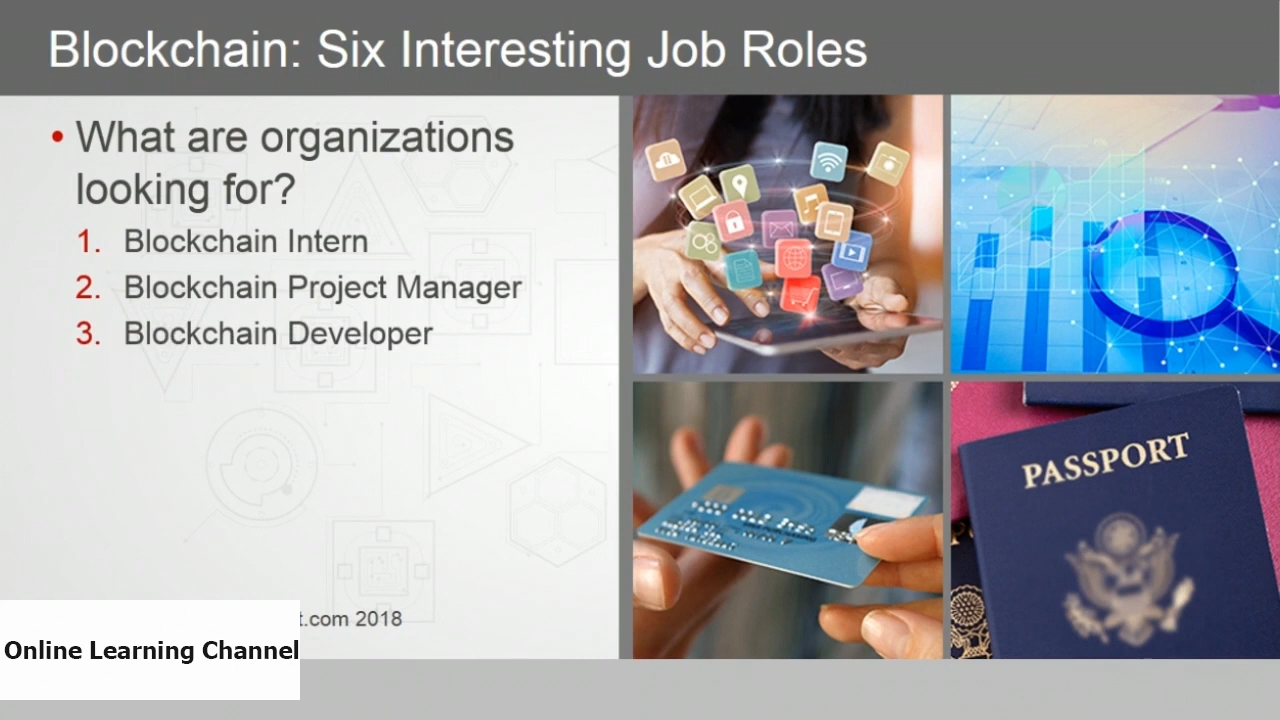 Blockchain: Six Interesting Job Roles
• What are organizations
looking for?
1. Blockchain Intern
2. Blockchain Project Manager
3. Blockchain Developer
t.com 2018
Online Learning Channel
PASSPORT